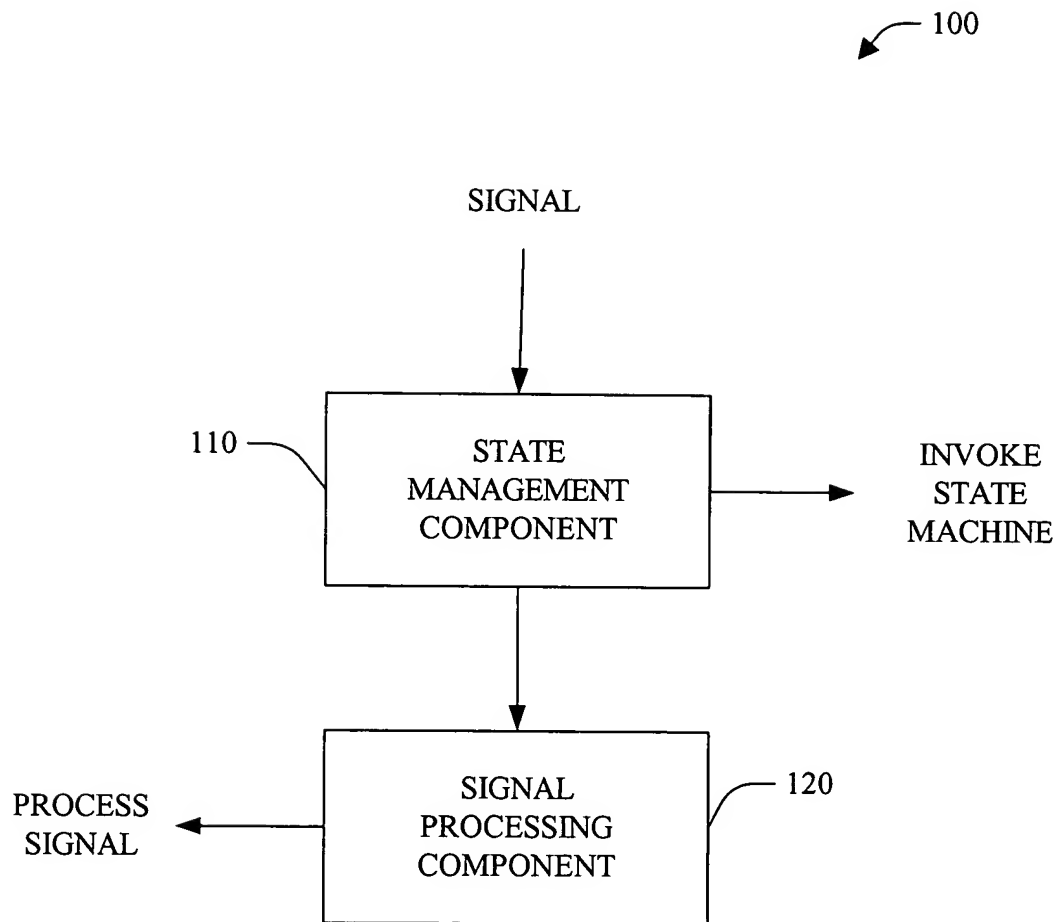 100
SIGNAL
110
STATE
MANAGEMENT
COMPONENT
INVOKE
STATE
MACHINE
PROCESS
SIGNAL
SIGNAL
PROCESSING
COMPONENT
120